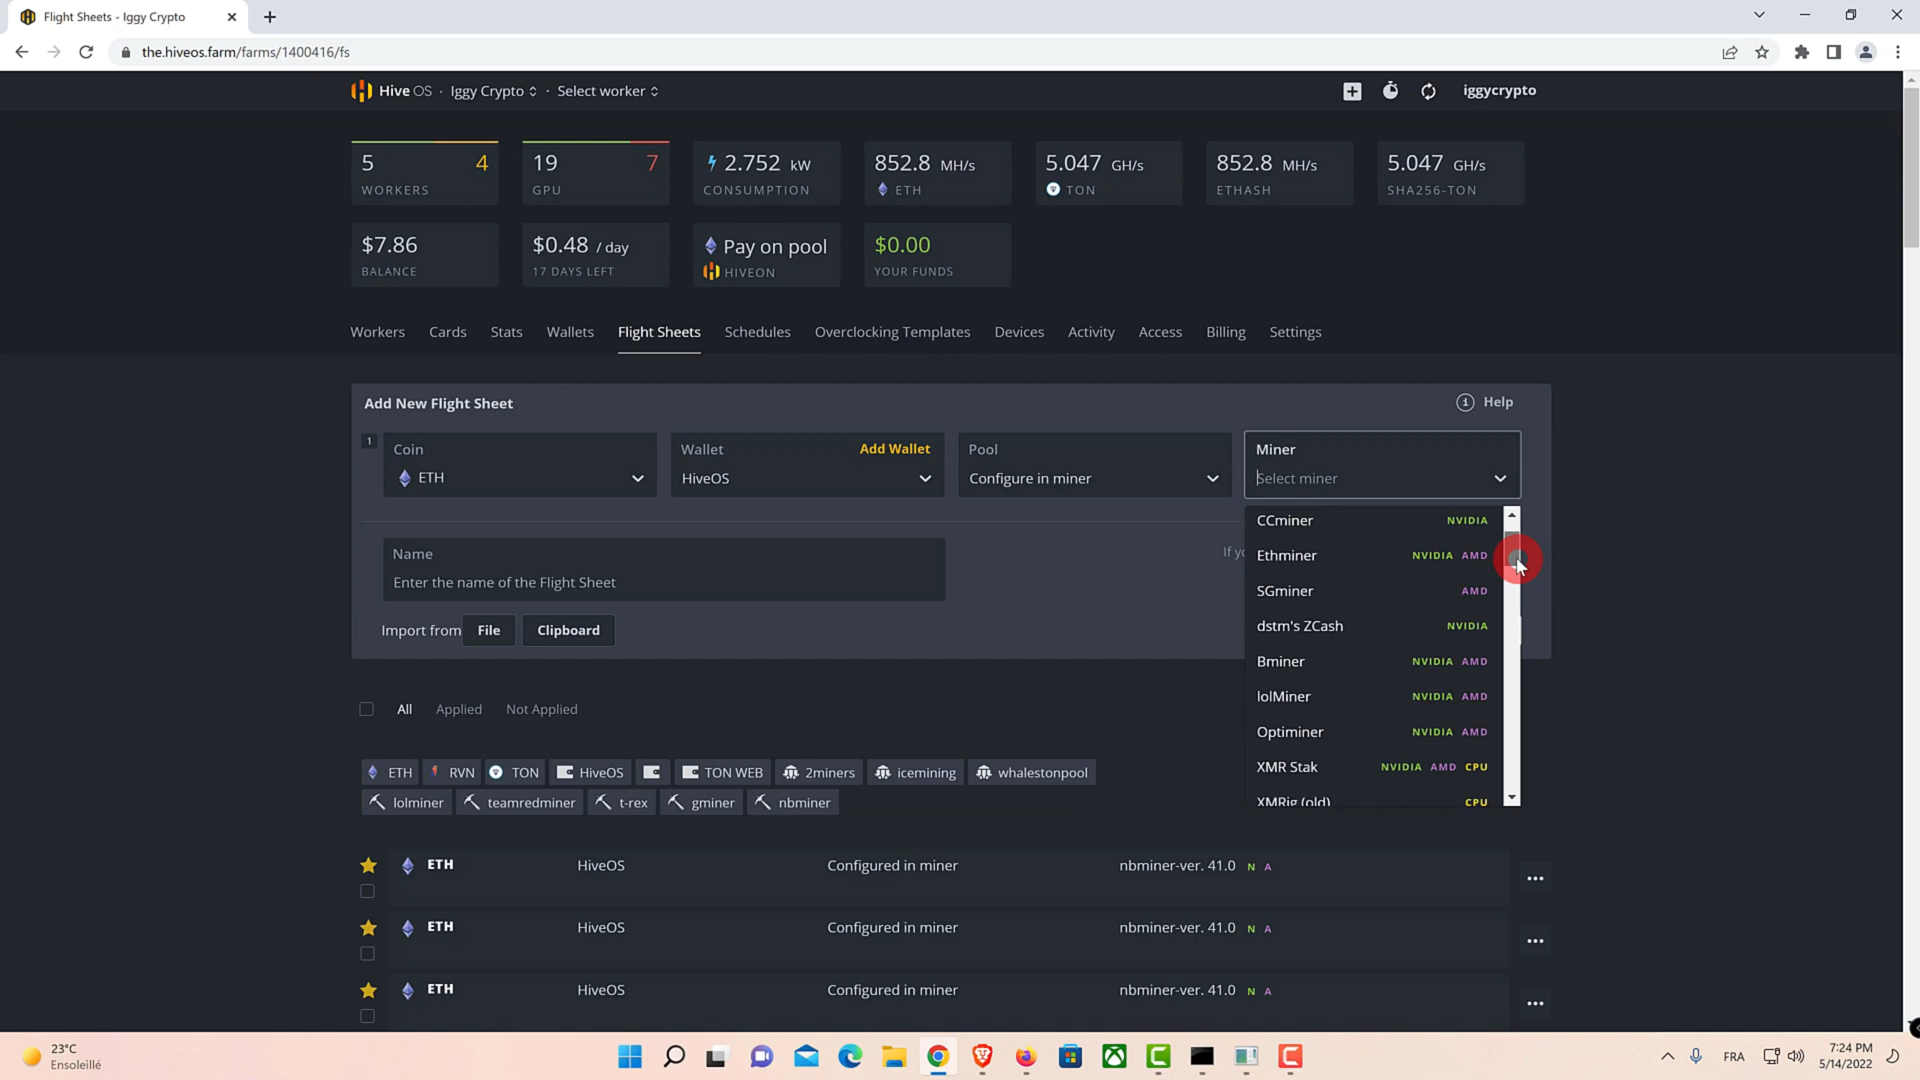 Flight Sheets - Iggy Crypto
the.hiveos.farm/farms/1400416/fs
Hive OS · Iggy Crypto · Select worker
iggycrypto
5 4
WORKERS
19 7
GPU
2.752 kW
CONSUMPTION
852.8 MH/s
ETH
5.047 GH/s
TON
852.8 MH/s
ETHASH
5.047 GH/s
SHA256-TON
$7.86
BALANCE
$0.48 / day
17 DAYS LEFT
Pay on pool
HIVEON
$0.00
YOUR FUNDS
Workers Cards Stats Wallets Flight Sheets Schedules Overclocking Templates Devices Activity Access Billing Settings
Add New Flight Sheet
Help
1
Coin
ETH
Wallet Add Wallet
HiveOS
Pool
Configure in miner
Miner
Select miner
CCminer NVIDIA
Ethminer NVIDIA AMD
SGminer AMD
dstm's ZCash NVIDIA
Bminer NVIDIA AMD
lolMiner NVIDIA AMD
Optiminer NVIDIA AMD
XMR Stak NVIDIA AMD CPU
XMRig (old) CPU
Name
Enter the name of the Flight Sheet
If
Import from File Clipboard
All Applied Not Applied
ETH RVN TON HiveOS TON WEB 2miners icemining whalestonpool
lolminer teamredminer t-rex gminer nbminer
ETH HiveOS Configured in miner nbminer-ver. 41.0 N A
ETH HiveOS Configured in miner nbminer-ver. 41.0 N A
ETH HiveOS Configured in miner nbminer-ver. 41.0 N A
23°C
Ensoleillé
FRA
7:24 PM
5/14/2022